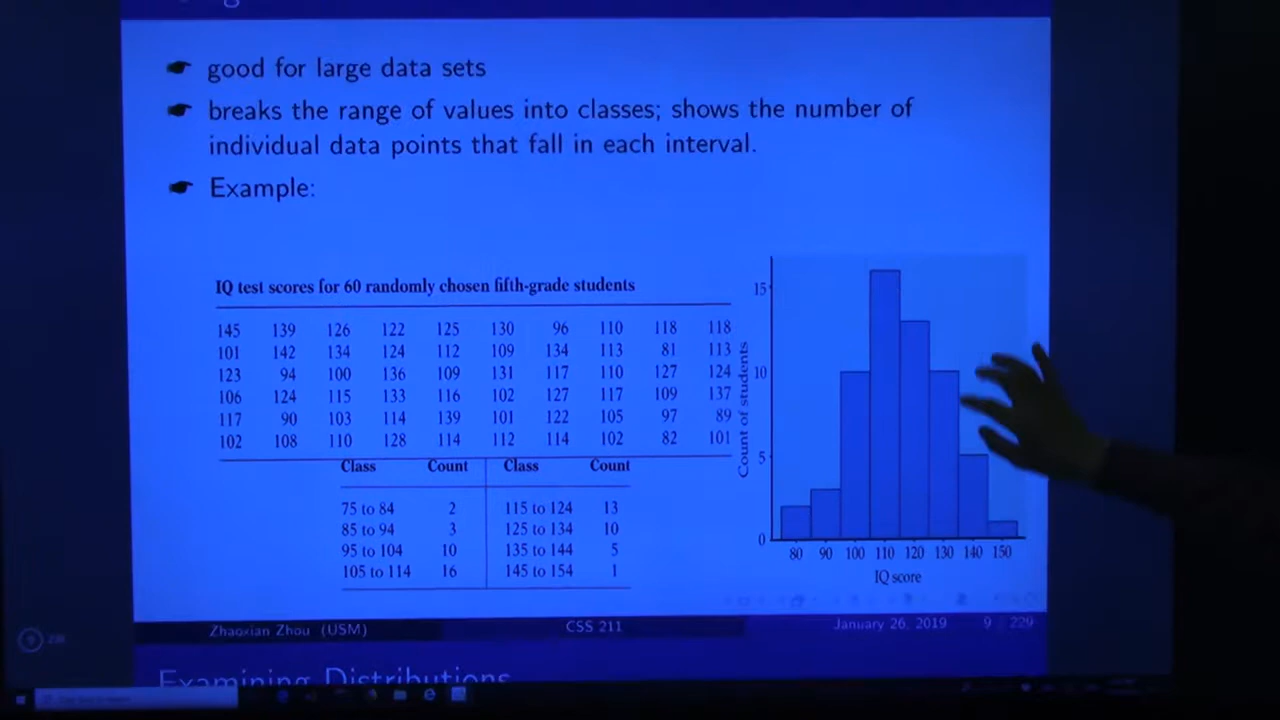 good for large data sets
breaks the range of values into classes; shows the number of
individual data points that fall in each interval.
Example:
IQ test scores for 60 randomly chosen fifth-grade students
145 139 126 122 125 130 96 110 118 118
101 142 134 124 112 109 134 113 81 113
123 94 100 136 109 131 117 110 127 124
106 124 115 133 116 102 127 117 109 137
117 90 103 114 139 101 122 105 97 89
102 108 110 128 114 112 114 102 82 101
Class Count Class Count
75 to 84 2 115 to 124 13
85 to 94 3 125 to 134 10
95 to 104 10 135 to 144 5
105 to 114 16 145 to 154 1
Count of students
15
10
5
0
80 90 100 110 120 130 140 150
IQ score
Zhaoxian Zhou (USM) CSS 211 January 26, 2019 9 / 229
Examining Distributions